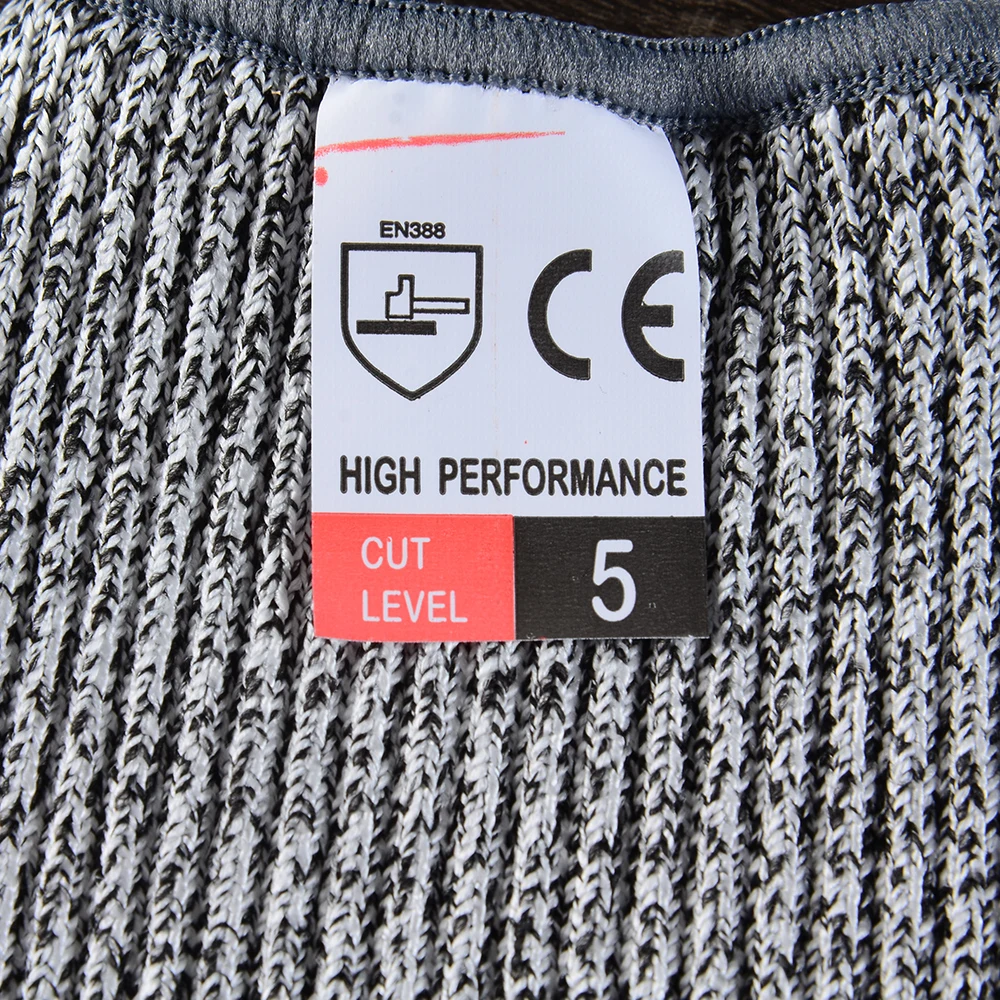 EN388
CE
HIGH PERFORMANCE
CUT
LEVEL
5